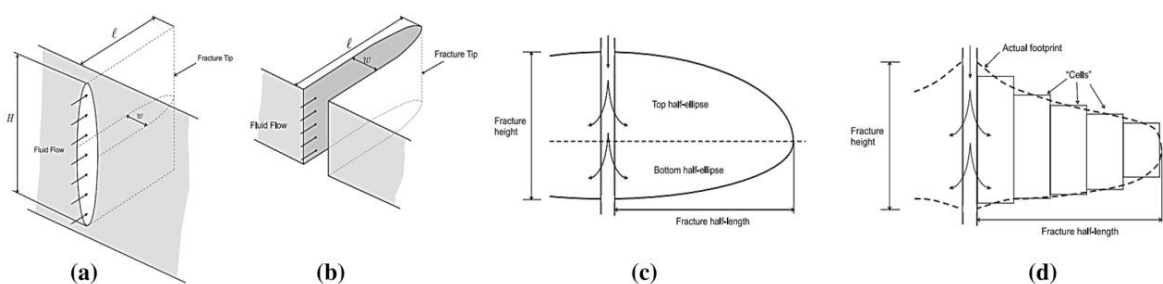 ℓ
Fracture Tip
H
w
Fluid Flow
(a)
ℓ
w
Fracture Tip
Fluid Flow
(b)
Fracture
height
Top half-ellipse
Bottom half-ellipse
Fracture half-length
(c)
Actual footprint
"Cells"
Fracture
height
Fracture half-length
(d)